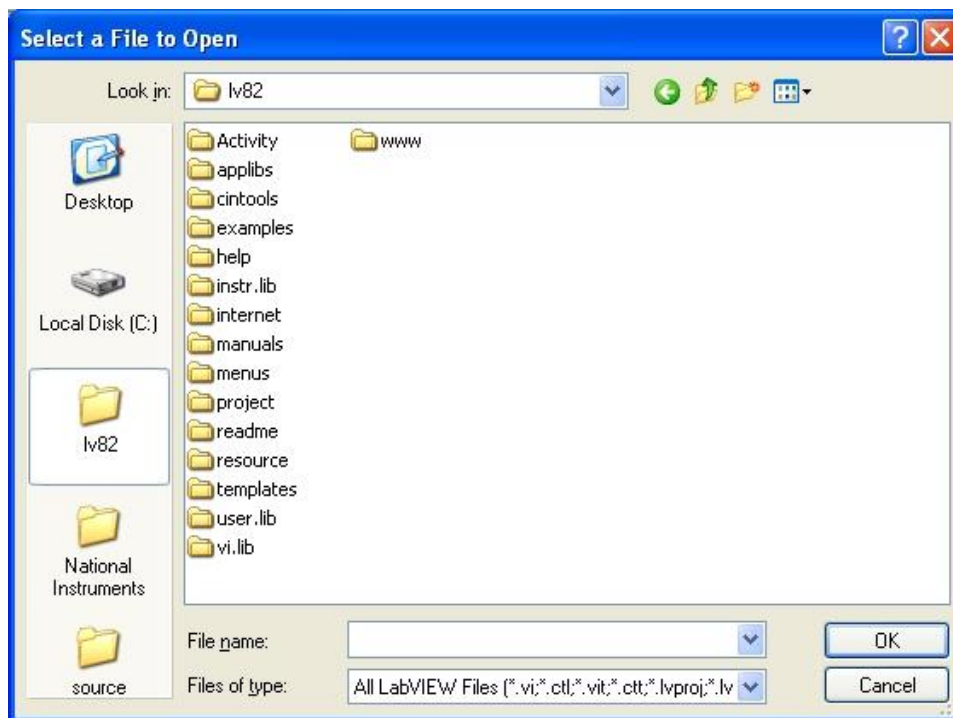 Select a File to Open
Look in: lv82
Desktop
Local Disk (C:)
lv82
National
Instruments
source
Activity
applibs
cintools
examples
help
instr.lib
internet
manuals
menus
project
readme
resource
templates
user.lib
vi.lib
www
File name:
OK
Files of type: All LabVIEW Files (*.vi;*.ctl;*.vit;*.ctt;*.lvproj;*.lv
Cancel